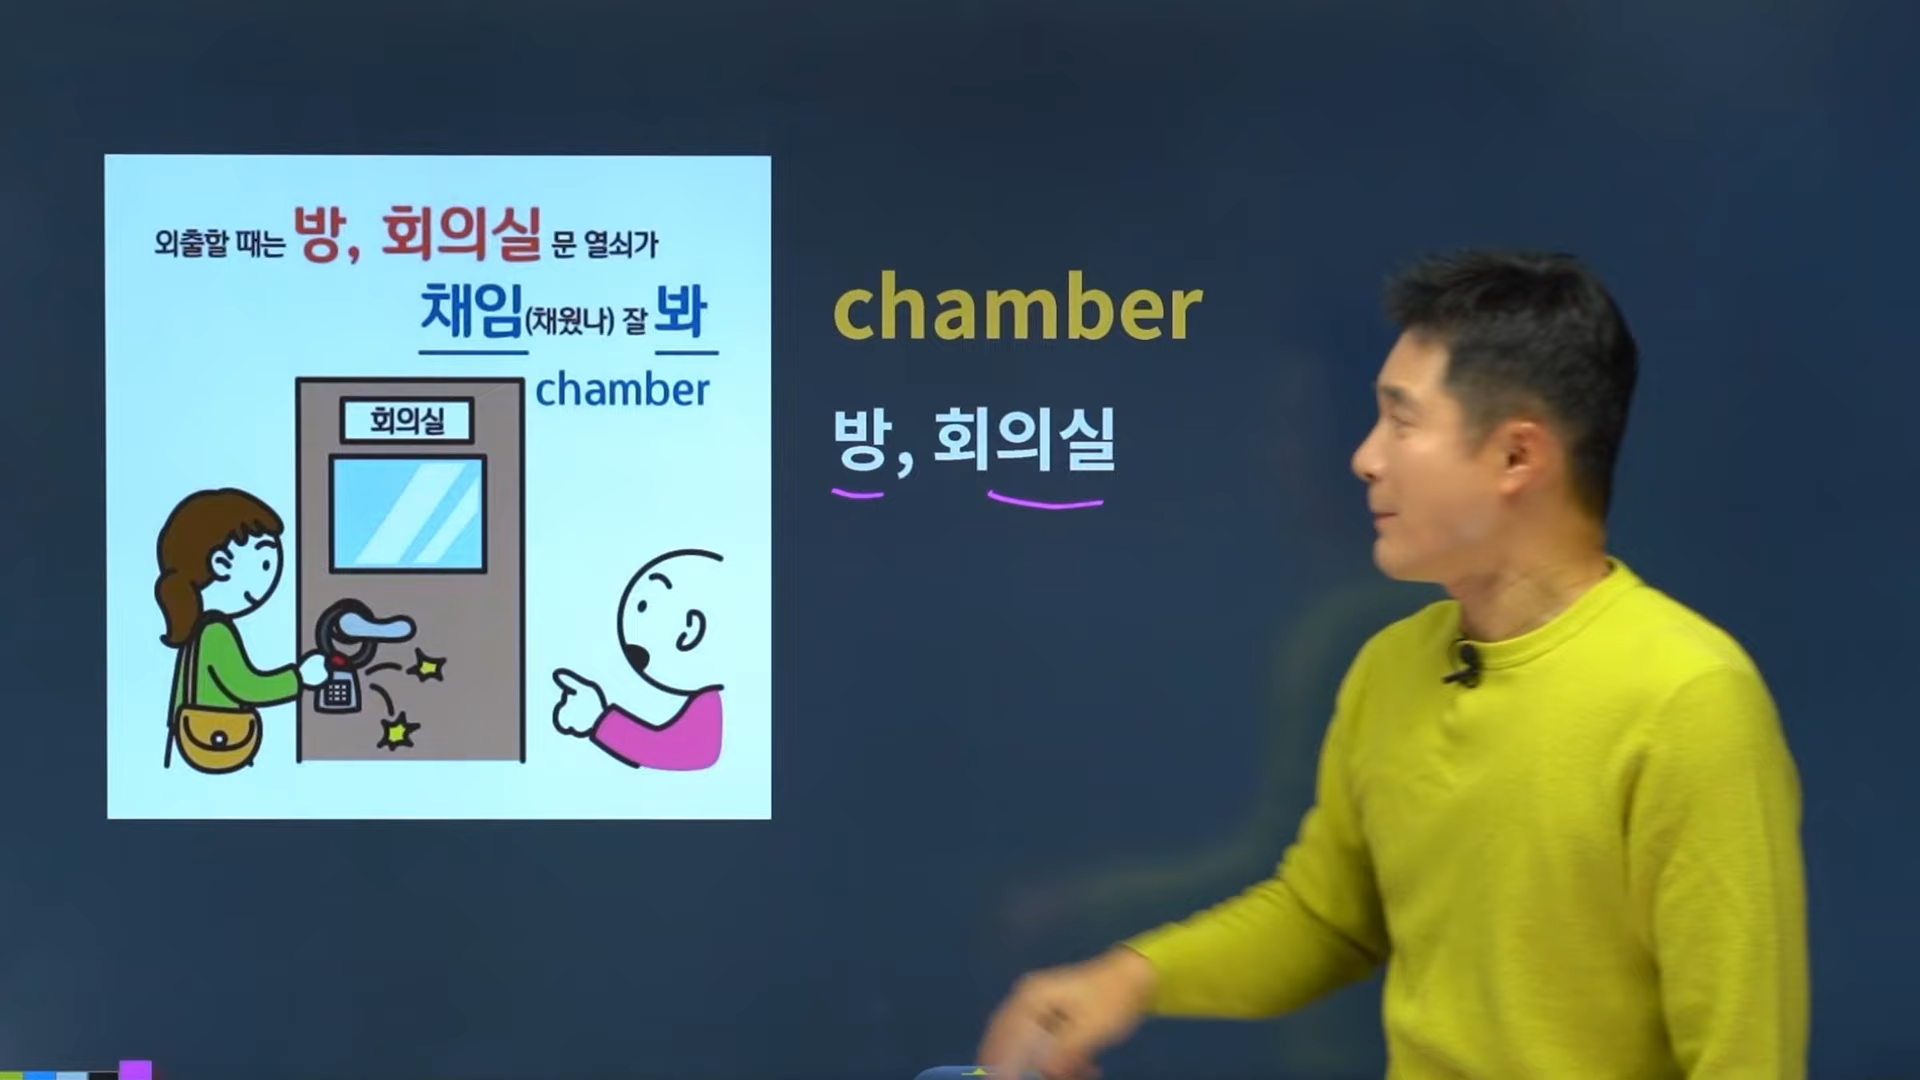 외출할 때는 방, 회의실 문 열쇠가
채임(채웠나) 잘 봐
chamber
회의실
chamber
방, 회의실